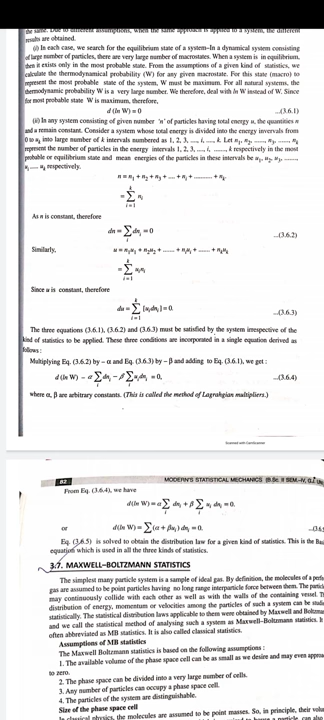 the same. Due to different assumptions, when the same approach is applied to a system, the different
results are obtained.
(i) In each case, we search for the equilibrium state of a system–In a dynamical system consisting
of large number of particles, there are very large number of macrostates. When a system is in equilibrium,
then it exists only in the most probable state. From the assumptions of a given kind of statistics, we
calculate the thermodynamical probability (W) for any given macrostate. For this state (macro) to
represent the most probable state of the system, W must be maximum. For all natural systems, the
thermodynamic probability W is a very large number. We therefore, deal with ln W instead of W. Since
for most probable state W is maximum, therefore,
d (ln W) = 0 ...(3.6.1)
(ii) In any system consisting of given number 'n' of particles having total energy u, the quantities n
and u remain constant. Consider a system whose total energy is divided into the energy invervals from
0 to u, into large number of k intervals numbered as 1, 2, 3, ...., i, ...., k. Let n₁, n₂, ......, n₃, ......, nₖ
represent the number of particles in the energy intervals 1, 2, 3, ....., i, ......, k respectively in the most
probable or equilibrium state and mean energies of the particles in these intervals be u₁, u₂, u₃, ........
uᵢ ..... uₖ respectively.
n = n₁ + n₂ + n₃ + .... + nᵢ + ........... + nₖ.
= ∑ᵢ₌₁ᵏ nᵢ
As n is constant, therefore
dn = ∑ᵢ dnᵢ = 0 ...(3.6.2)
Similarly, u = n₁u₁ + n₂u₂ + ...... + nᵢuᵢ + ....... + nₖuₖ
= ∑ᵢ₌₁ᵏ uᵢnᵢ
Since u is constant, therefore
du = ∑ᵢ₌₁ᵏ [uᵢdnᵢ] = 0. ...(3.6.3)
The three equations (3.6.1), (3.6.2) and (3.6.3) must be satisfied by the system irrespective of the
kind of statistics to be applied. These three conditions are incorporated in a single equation derived as
follows :
Multiplying Eq. (3.6.2) by – α and Eq. (3.6.3) by – β and adding to Eq. (3.6.1), we get :
d (ln W) – α∑dnᵢ – β∑uᵢdnᵢ = 0, ...(3.6.4)
where α, β are arbitrary constants. (This is called the method of Lagrahgian multipliers.)
Scanned with CamScanner
82 MODERN'S STATISTICAL MECHANICS (B.Sc. II SEM.-IV,
From Eq. (3.6.4), we have
d (ln W) = α∑ dnᵢ + β ∑ uᵢ dnᵢ = 0.
or d (ln W) = ∑(α + βuᵢ) dnᵢ = 0. ...(3.6.5
Eq. (3.6.5) is solved to obtain the distribution law for a given kind of statistics. This is the Bas
equation which is used in all the three kinds of statistics.
3.7. MAXWELL–BOLTZMANN STATISTICS
The simplest many particle system is a sample of ideal gas. By definition, the molecules of a perfe
gas are assumed to be point particles having no long range interparticle force between them. The particl
may continuously collide with each other as well as with the walls of the containing vessel. T
distribution of energy, momentum or velocities among the particles of such a system can be studi
statistically. The statistical distribution laws applicable to them were obtained by Maxwell and Boltzma
and we call the statistical method of analysing such a system as Maxwell–Boltzmann statistics. It
often abbreviated as MB statistics. It is also called classical statistics.
Assumptions of MB statistics
The Maxwell Boltzmann statistics is based on the following assumptions :
1. The available volume of the phase space cell can be as small as we desire and may even approa
to zero.
2. The phase space can be divided into a very large number of cells.
3. Any number of particles can occupy a phase space cell.
4. The particles of the system are distinguishable.
Size of the phase space cell
In classical physics, the molecules are assumed to be point masses. So, in principle, their volu